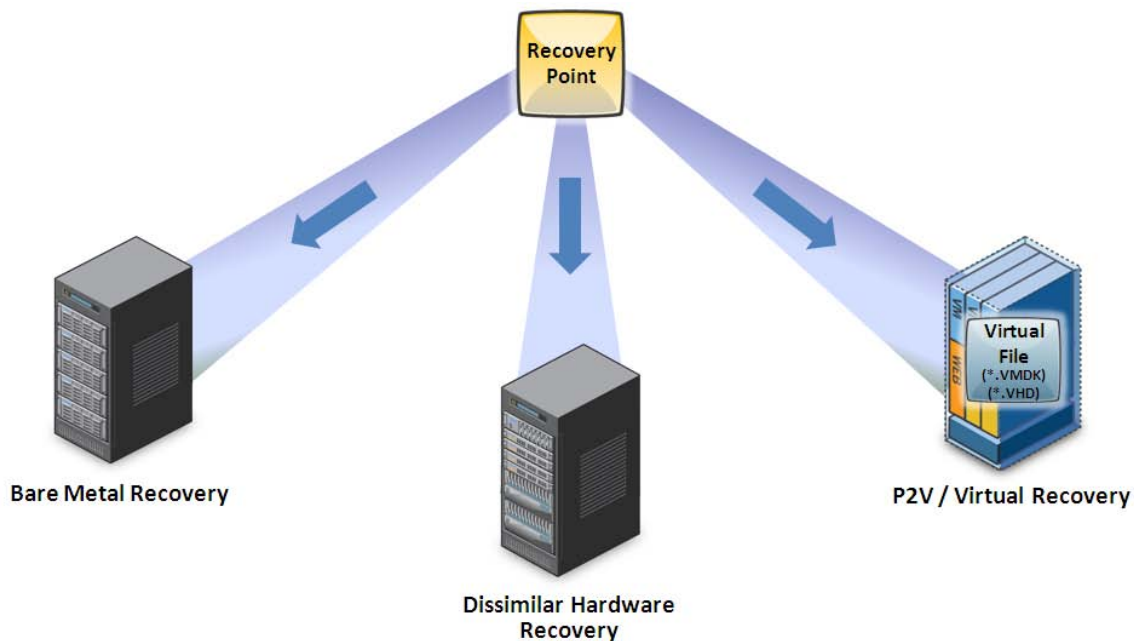 Recovery
Point
VM
V
WEB
Virtual
File
(*.VMDK)
(*.VHD)
Bare Metal Recovery
P2V / Virtual Recovery
Dissimilar Hardware
Recovery